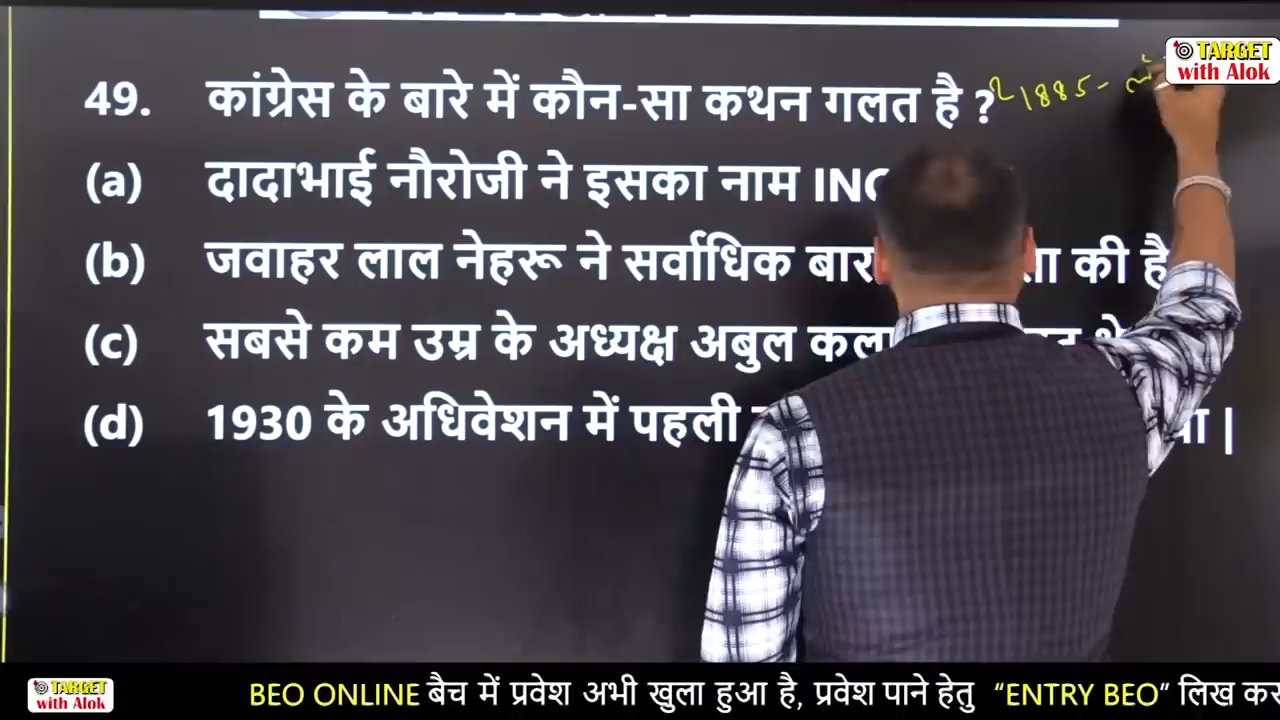 TARGET
with Alok
49. कांग्रेस के बारे में कौन-सा कथन गलत है ? 1885-
(a) दादाभाई नौरोजी ने इसका नाम INC
(b) जवाहर लाल नेहरू ने सर्वाधिक बार की है
(c) सबसे कम उम्र के अध्यक्ष अबुल
(d) 1930 के अधिवेशन में पहली
TARGET
with Alok
BEO ONLINE बैच में प्रवेश अभी खुला हुआ है, प्रवेश पाने हेतु “ENTRY BEO” लिख कर